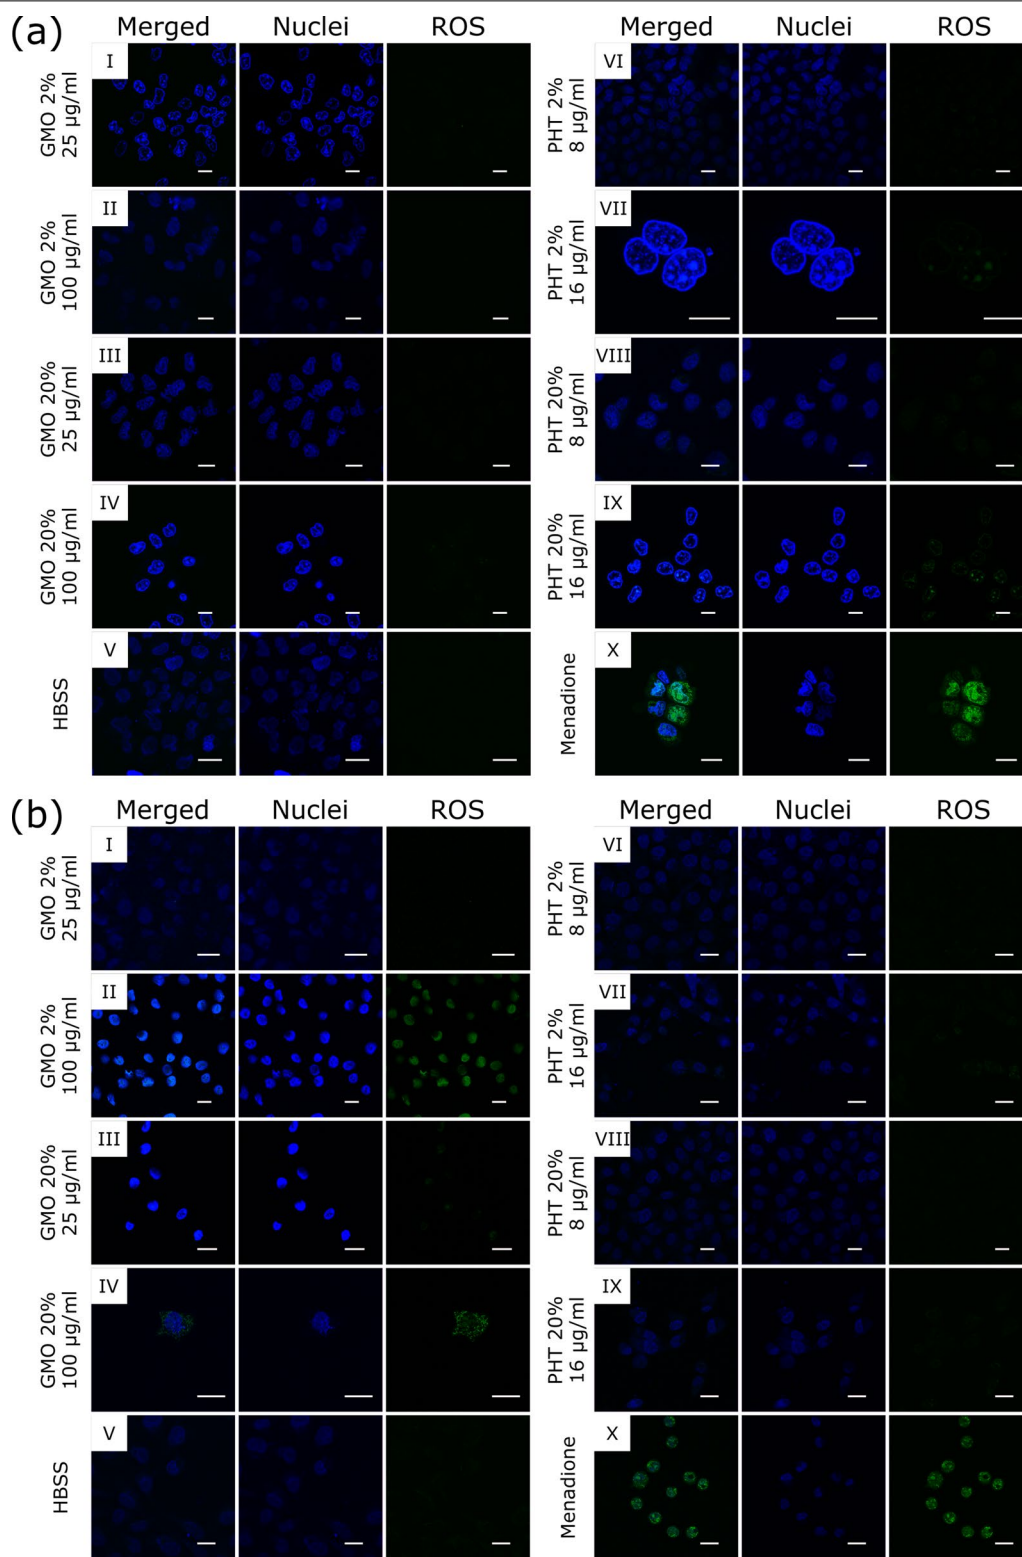 (a)
Merged Nuclei ROS
GMO 2%
25 µg/ml
I
GMO 2%
100 µg/ml
II
GMO 20%
25 µg/ml
III
GMO 20%
100 µg/ml
IV
HBSS
V
Merged Nuclei ROS
PHT 2%
8 µg/ml
VI
PHT 2%
16 µg/ml
VII
PHT 20%
8 µg/ml
VIII
PHT 20%
16 µg/ml
IX
Menadione
X
(b)
Merged Nuclei ROS
GMO 2%
25 µg/ml
I
GMO 2%
100 µg/ml
II
GMO 20%
25 µg/ml
III
GMO 20%
100 µg/ml
IV
HBSS
V
Merged Nuclei ROS
PHT 2%
8 µg/ml
VI
PHT 2%
16 µg/ml
VII
PHT 20%
8 µg/ml
VIII
PHT 20%
16 µg/ml
IX
Menadione
X